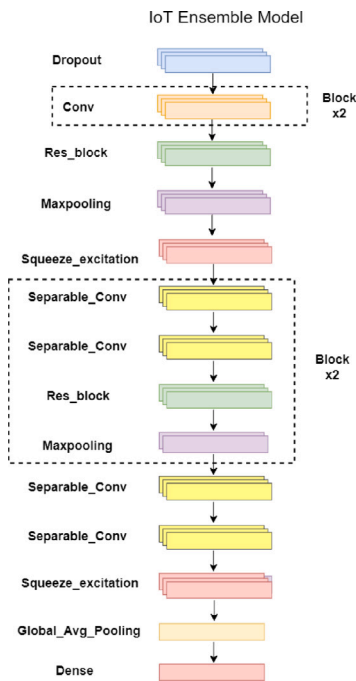 IoT Ensemble Model
Dropout
Conv
Block
x2
Res_block
Maxpooling
Squeeze_excitation
Separable_Conv
Separable_Conv
Block
x2
Res_block
Maxpooling
Separable_Conv
Separable_Conv
Squeeze_excitation
Global_Avg_Pooling
Dense